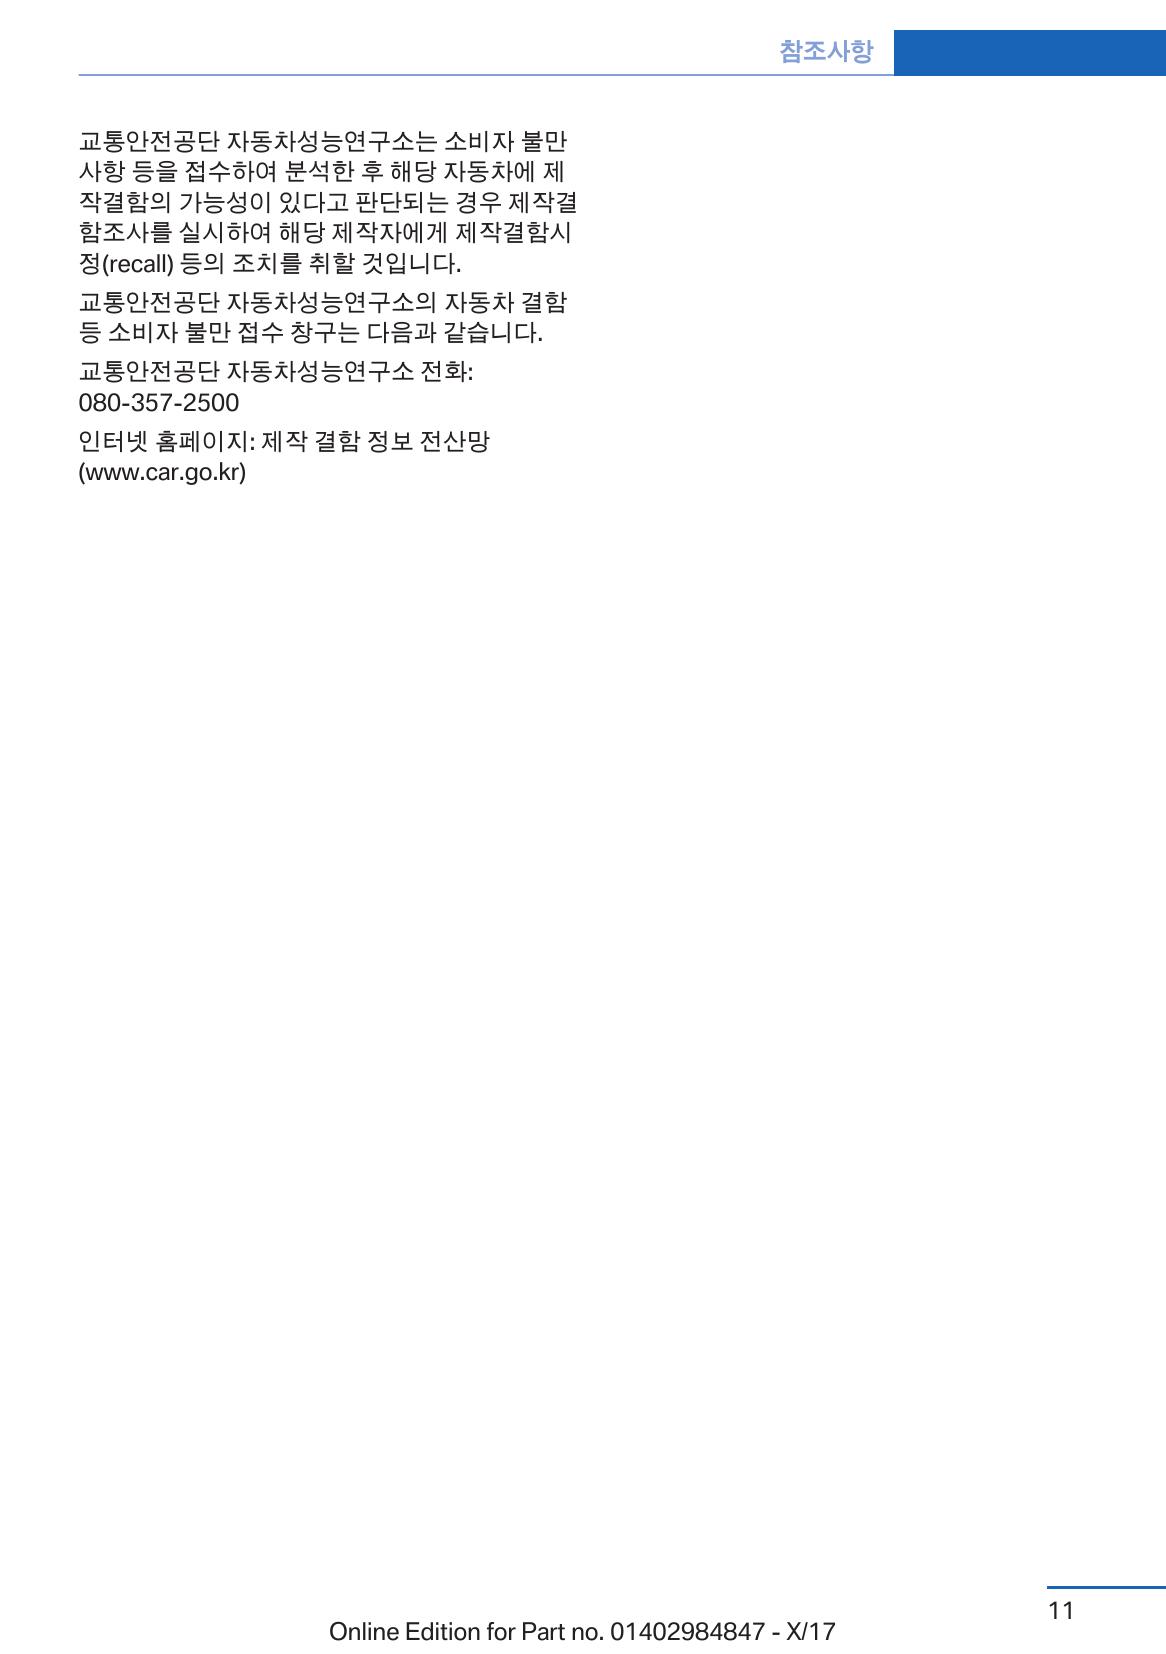 참조사항
교통안전공단 자동차성능연구소는 소비자 불만
사항 등을 접수하여 분석한 후 해당 자동차에 제
작결함의 가능성이 있다고 판단되는 경우 제작결
함조사를 실시하여 해당 제작자에게 제작결함시
정(recall) 등의 조치를 취할 것입니다.
교통안전공단 자동차성능연구소의 자동차 결함
등 소비자 불만 접수 창구는 다음과 같습니다.
교통안전공단 자동차성능연구소 전화:
080-357-2500
인터넷 홈페이지: 제작 결함 정보 전산망
(www.car.go.kr)
11
Online Edition for Part no. 01402984847 - X/17